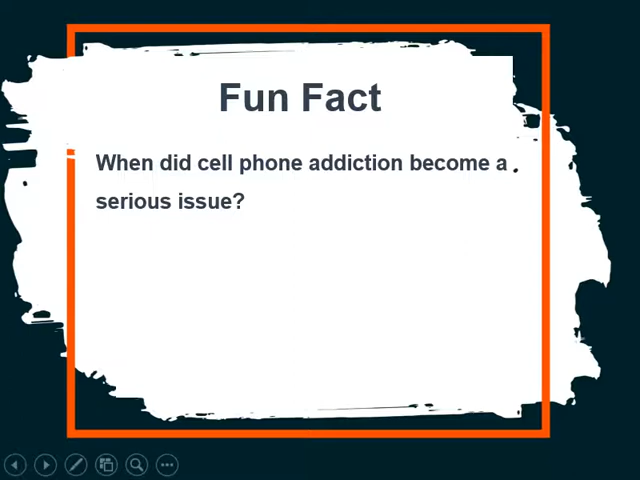 Fun Fact
When did cell phone addiction become a
serious issue?